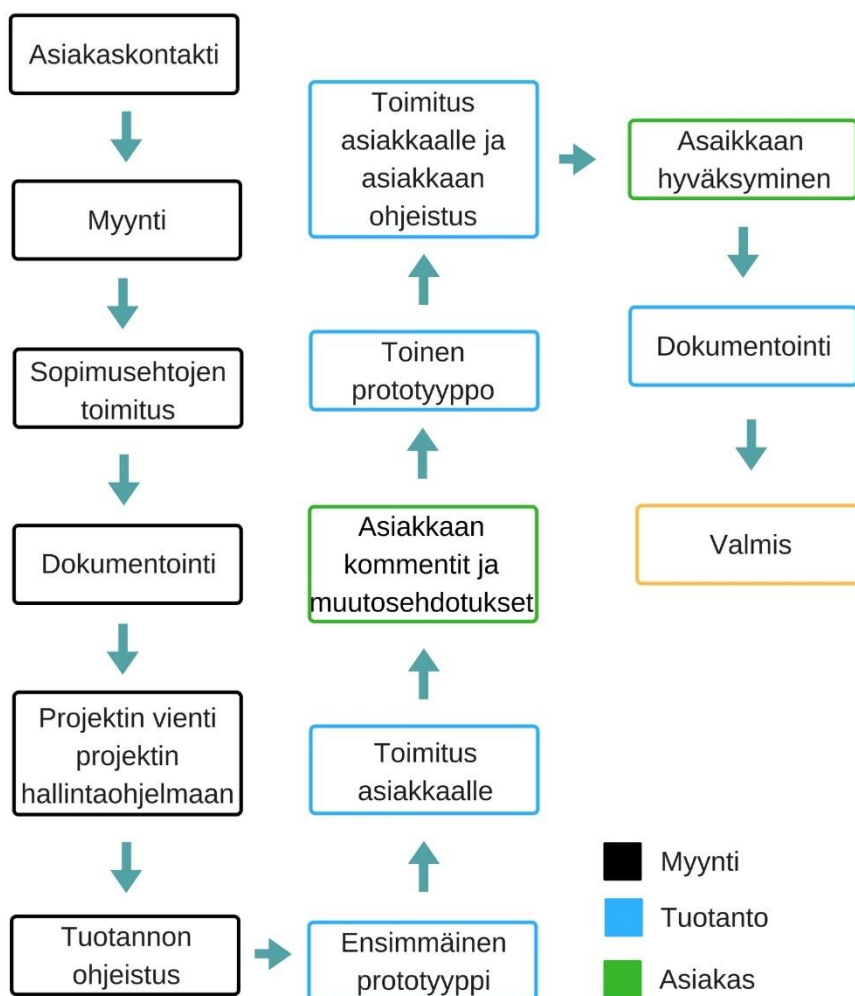 Asiakaskontakti
Myynti
Sopimusehtojen
toimitus
Dokumentointi
Projektin vienti
projektin
hallintaohjelmaan
Tuotannon
ohjeistus
Ensimmäinen
prototyyppi
Toimitus
asiakkaalle
Asiakkaan
kommentit ja
muutosehdotukset
Toinen
prototyyppo
Toimitus
asiakkaalle ja
asiakkaan
ohjeistus
Asaikkaan
hyväksyminen
Dokumentointi
Valmis
Myynti
Tuotanto
Asiakas